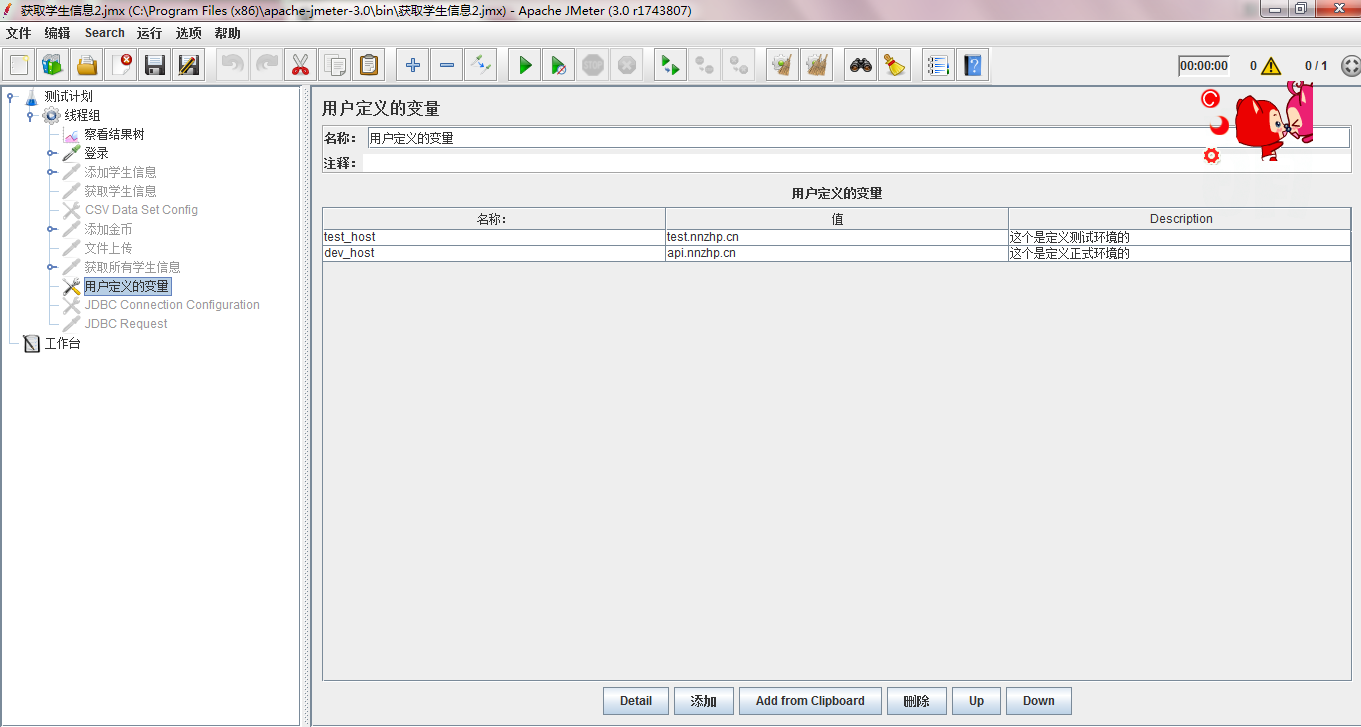 获取学生信息2.jmx (C:\Program Files (x86)\apache-jmeter-3.0\bin\获取学生信息2.jmx) - Apache JMeter (3.0 r1743807)
文件 编辑 Search 运行 选项 帮助
STOP 00:00:00 0 0 / 1
测试计划
线程组
察看结果树
登录
添加学生信息
获取学生信息
CSV Data Set Config
添加金币
文件上传
获取所有学生信息
用户定义的变量
JDBC Connection Configuration
JDBC Request
工作台
用户定义的变量
名称： 用户定义的变量
注释：
用户定义的变量
名称: 值 Description
test_host test.nnzhp.cn 这个是定义测试环境的
dev_host api.nnzhp.cn 这个是定义正式环境的
Detail 添加 Add from Clipboard 删除 Up Down